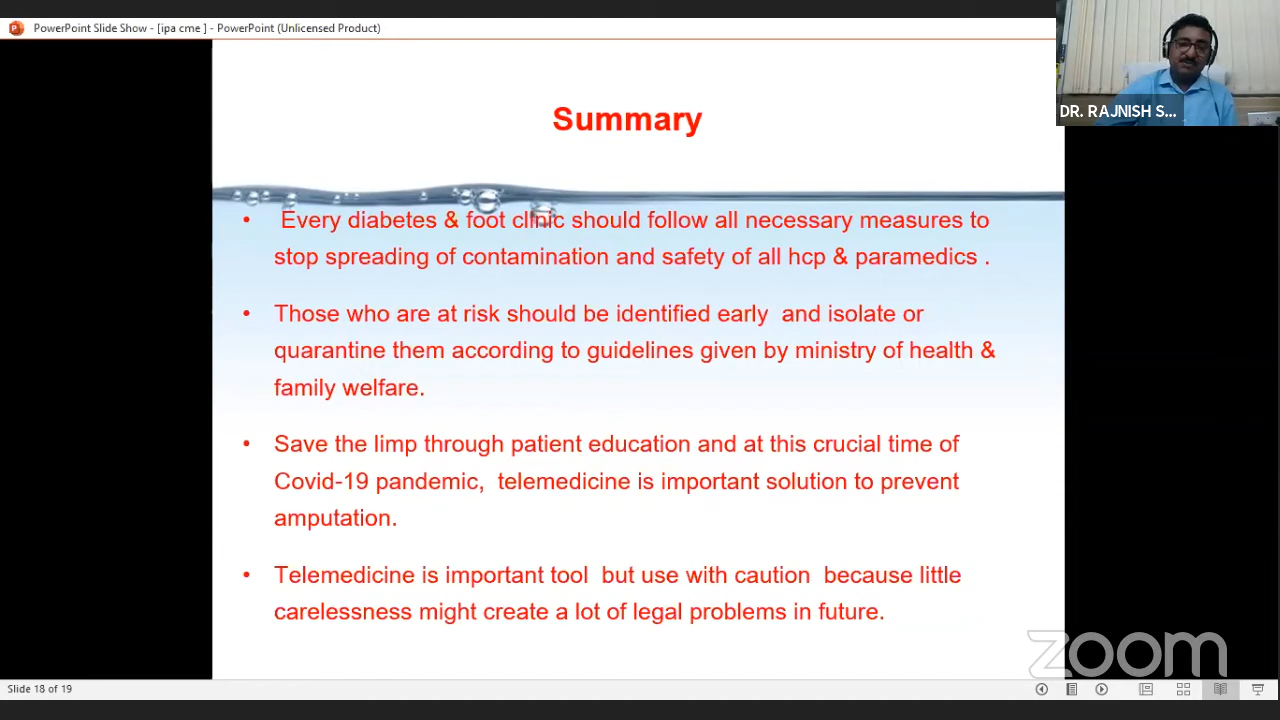 PowerPoint Slide Show - [ipa cme ] - PowerPoint (Unlicensed Product)
DR. RAJNISH S...
Summary
• Every diabetes & foot clinic should follow all necessary measures to
stop spreading of contamination and safety of all hcp & paramedics .
• Those who are at risk should be identified early and isolate or
quarantine them according to guidelines given by ministry of health &
family welfare.
• Save the limp through patient education and at this crucial time of
Covid-19 pandemic, telemedicine is important solution to prevent
amputation.
• Telemedicine is important tool but use with caution because little
carelessness might create a lot of legal problems in future.
zoom
Slide 18 of 19